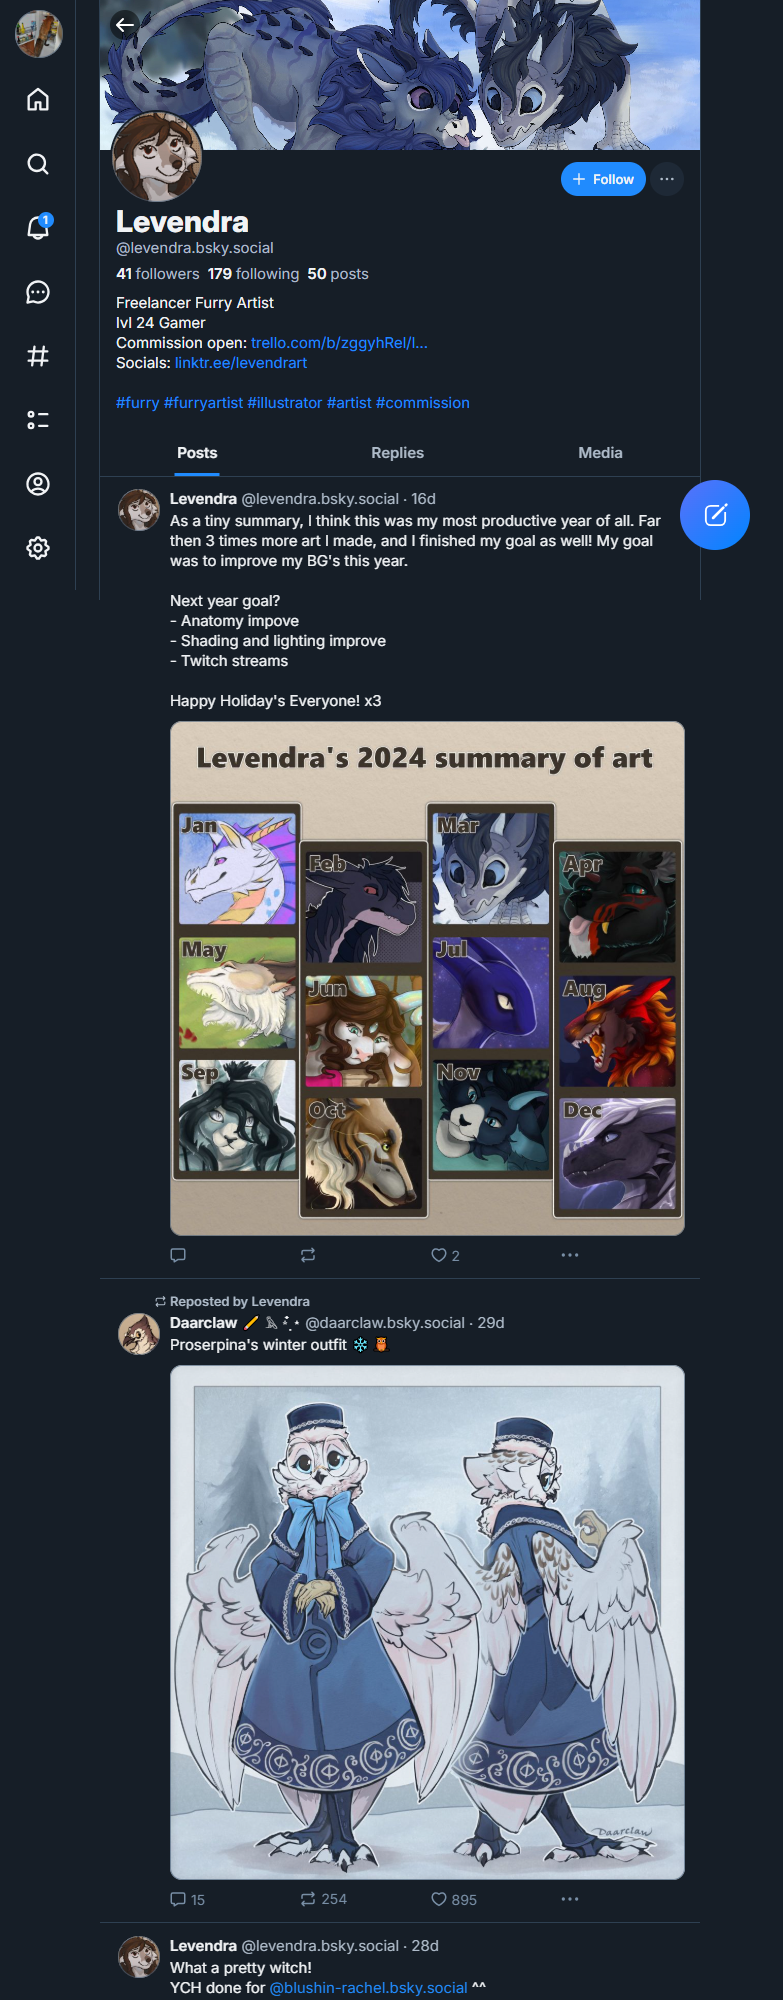 + Follow
1
Levendra
@levendra.bsky.social
41 followers 179 following 50 posts
Freelancer Furry Artist
lvl 24 Gamer
Commission open: trello.com/b/zggyhRel/l...
Socials: linktr.ee/levendrart
#furry #furryartist #illustrator #artist #commission
Posts Replies Media
Levendra @levendra.bsky.social · 16d
As a tiny summary, I think this was my most productive year of all. Far
then 3 times more art I made, and I finished my goal as well! My goal
was to improve my BG's this year.
Next year goal?
- Anatomy impove
- Shading and lighting improve
- Twitch streams
Happy Holiday's Everyone! x3
Levendra's 2024 summary of art
Jan
Feb
Mar
Apr
May
Jun
Jul
Aug
Sep
Oct
Nov
Dec
2
Reposted by Levendra
Daarclaw @daarclaw.bsky.social · 29d
Proserpina's winter outfit
Daarclaw
15 254 895
Levendra @levendra.bsky.social · 28d
What a pretty witch!
YCH done for @blushin-rachel.bsky.social ^^